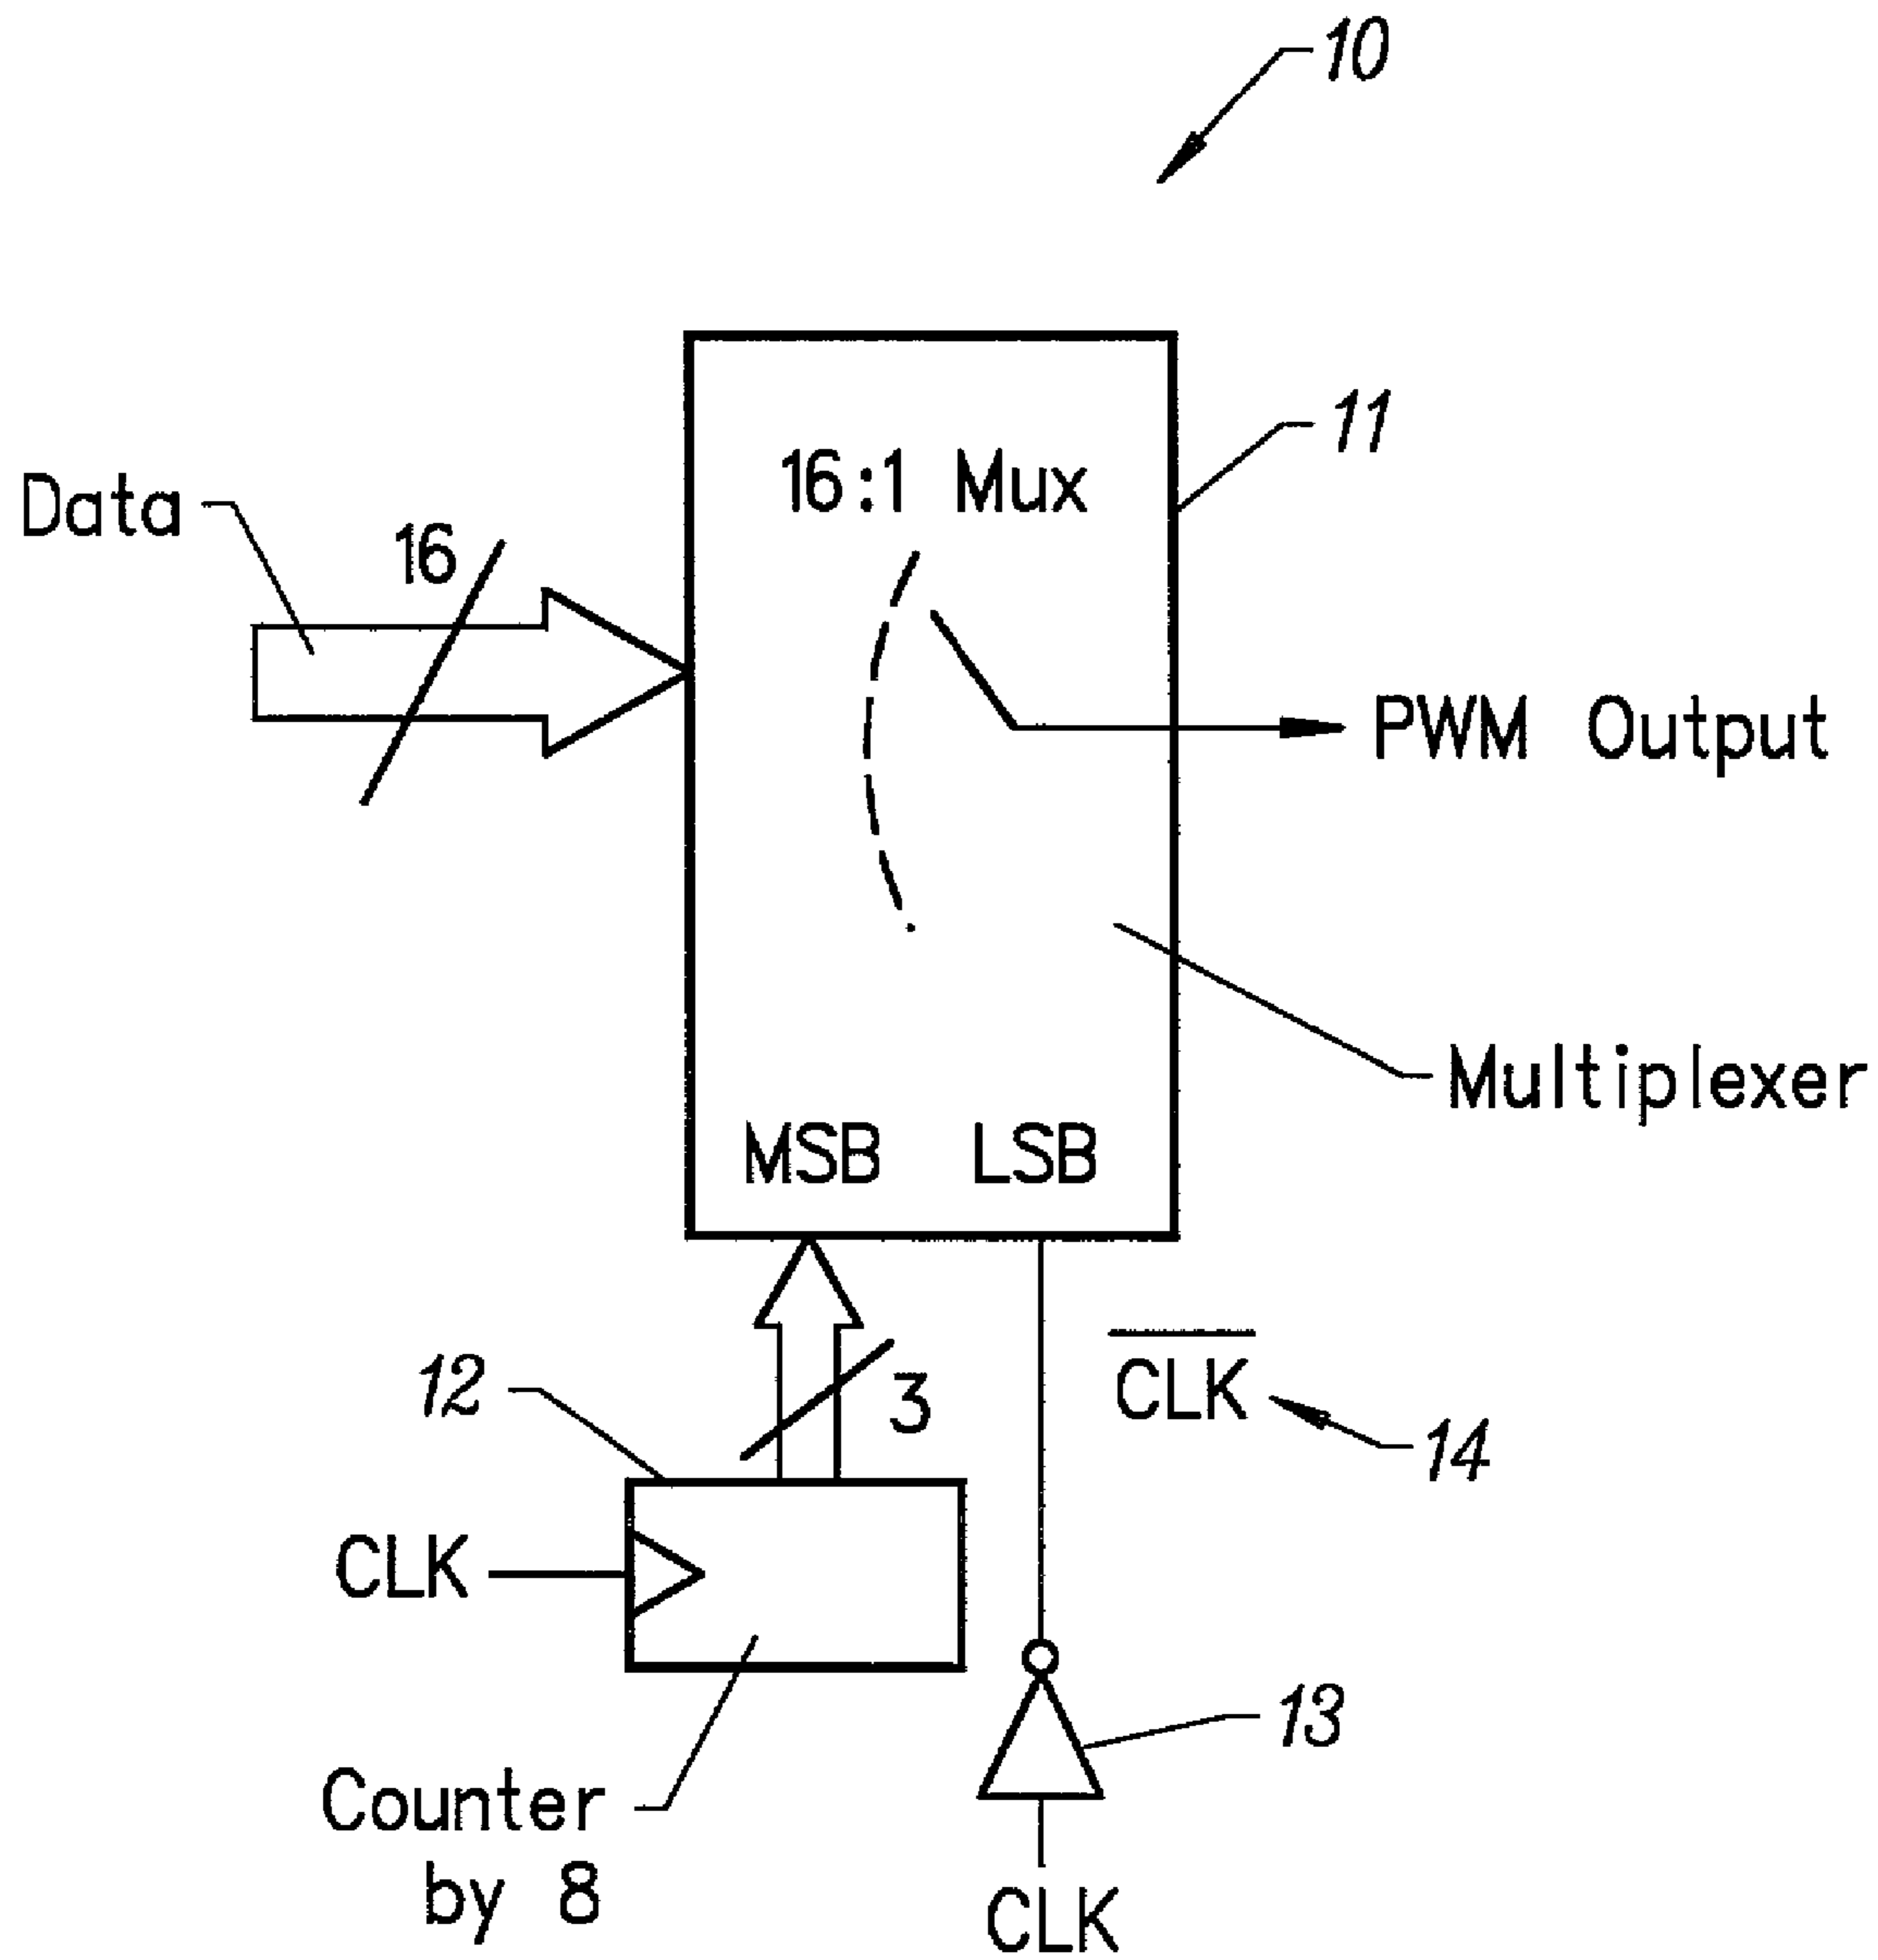 10
11
16:1 Mux
Data
16
PWM Output
Multiplexer
MSB LSB
12
3
C̅L̅K̅
14
CLK
13
Counter
by 8
CLK